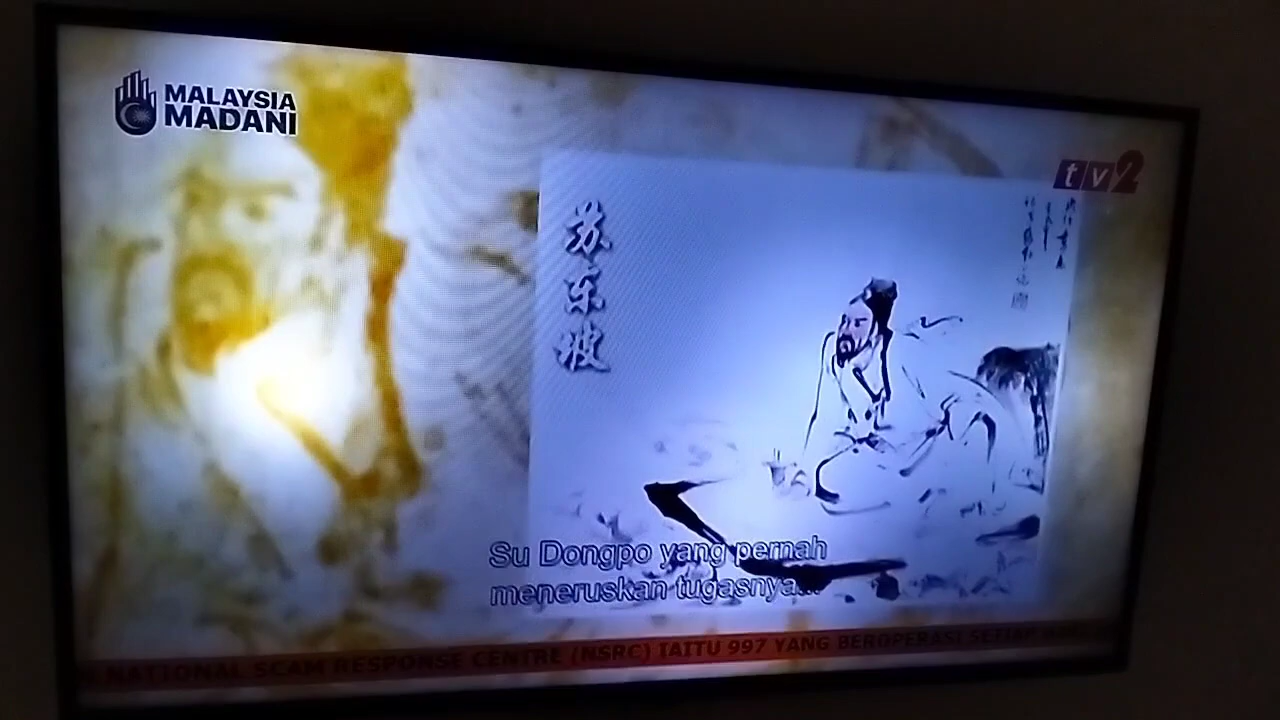 MALAYSIA
MADANI
tv2
苏东坡
Su Dongpo yang pernah
meneruskan tugasnya...
NATIONAL SCAM RESPONSE CENTRE (NSRC) IAITU 997 YANG BEROPERASI SETIAP